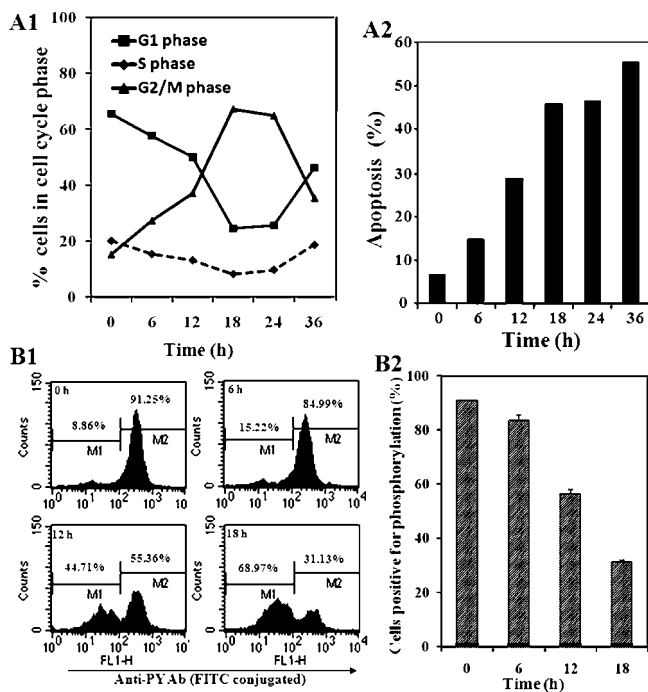 A1
% cells in cell cycle phase
100
80
60
40
20
0
G1 phase
S phase
G2/M phase
0 6 12 18 24 36
Time (h)
A2
Apoptosis (%)
60
50
40
30
20
10
0
0 6 12 18 24 36
Time (h)
B1
Counts
150
0
0 h
91.25%
8.86%
M1
M2
10⁰ 10¹ 10² 10³ 10⁴
Counts
150
0
6 h
84.99%
15.22%
M1
M2
10⁰ 10¹ 10² 10³ 10⁴
Counts
150
0
12 h
55.36%
44.71%
M1
M2
10⁰ 10¹ 10² 10³ 10⁴
FL1-H
Counts
150
0
18 h
31.13%
68.97%
M1
M2
10⁰ 10¹ 10² 10³ 10⁴
FL1-H
Anti-PY Ab (FITC conjugated)
B2
Cells positive for phosphorylation (%)
100
80
60
40
20
0
0 6 12 18
Time (h)